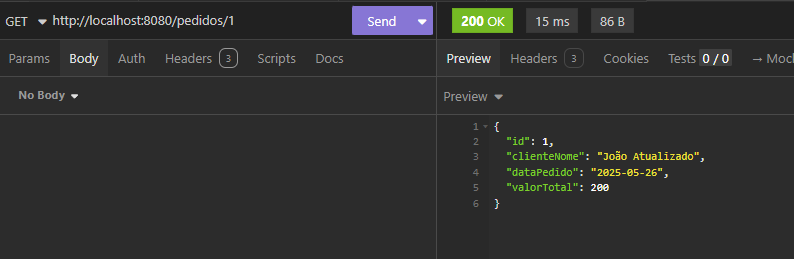 GET http://localhost:8080/pedidos/1 Send 200 OK 15 ms 86 B
Params Body Auth Headers 3 Scripts Docs Preview Headers 3 Cookies Tests 0 / 0 → Mock
No Body Preview
1 {
2 "id": 1,
3 "clienteNome": "João Atualizado",
4 "dataPedido": "2025-05-26",
5 "valorTotal": 200
6 }